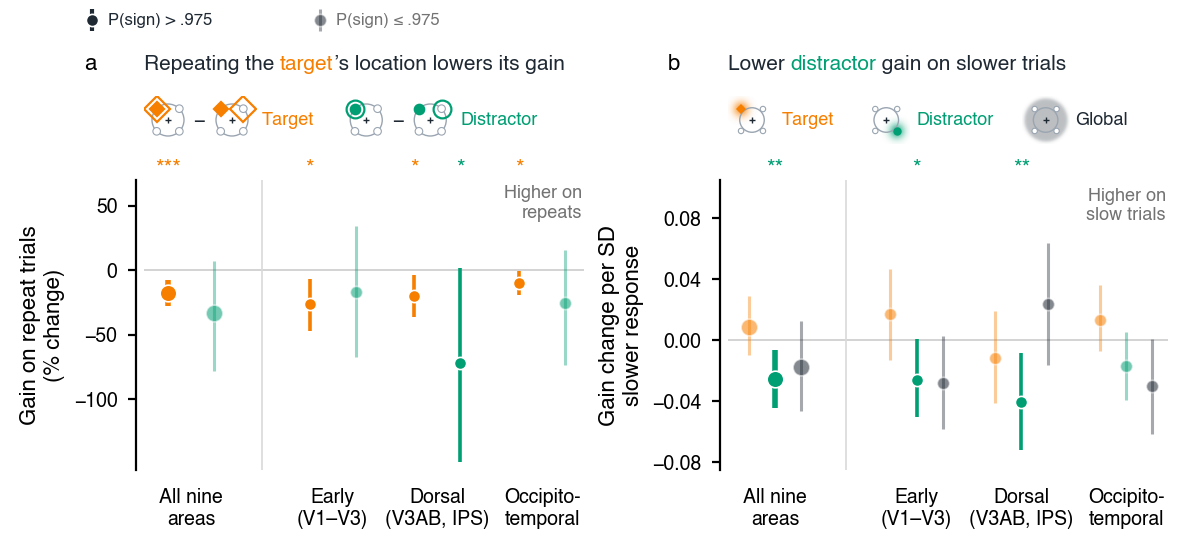 P(sign) > .975
P(sign) ≤ .975
a
Repeating the target's location lowers its gain
– Target
– Distractor
*** * * * *
Higher on
repeats
50
0
−50
−100
Gain on repeat trials
(% change)
All nine
areas
Early
(V1–V3)
Dorsal
(V3AB, IPS)
Occipito-
temporal
b
Lower distractor gain on slower trials
Target
Distractor
Global
** * **
Higher on
slow trials
0.08
0.04
0.00
−0.04
−0.08
Gain change per SD
slower response
All nine
areas
Early
(V1–V3)
Dorsal
(V3AB, IPS)
Occipito-
temporal